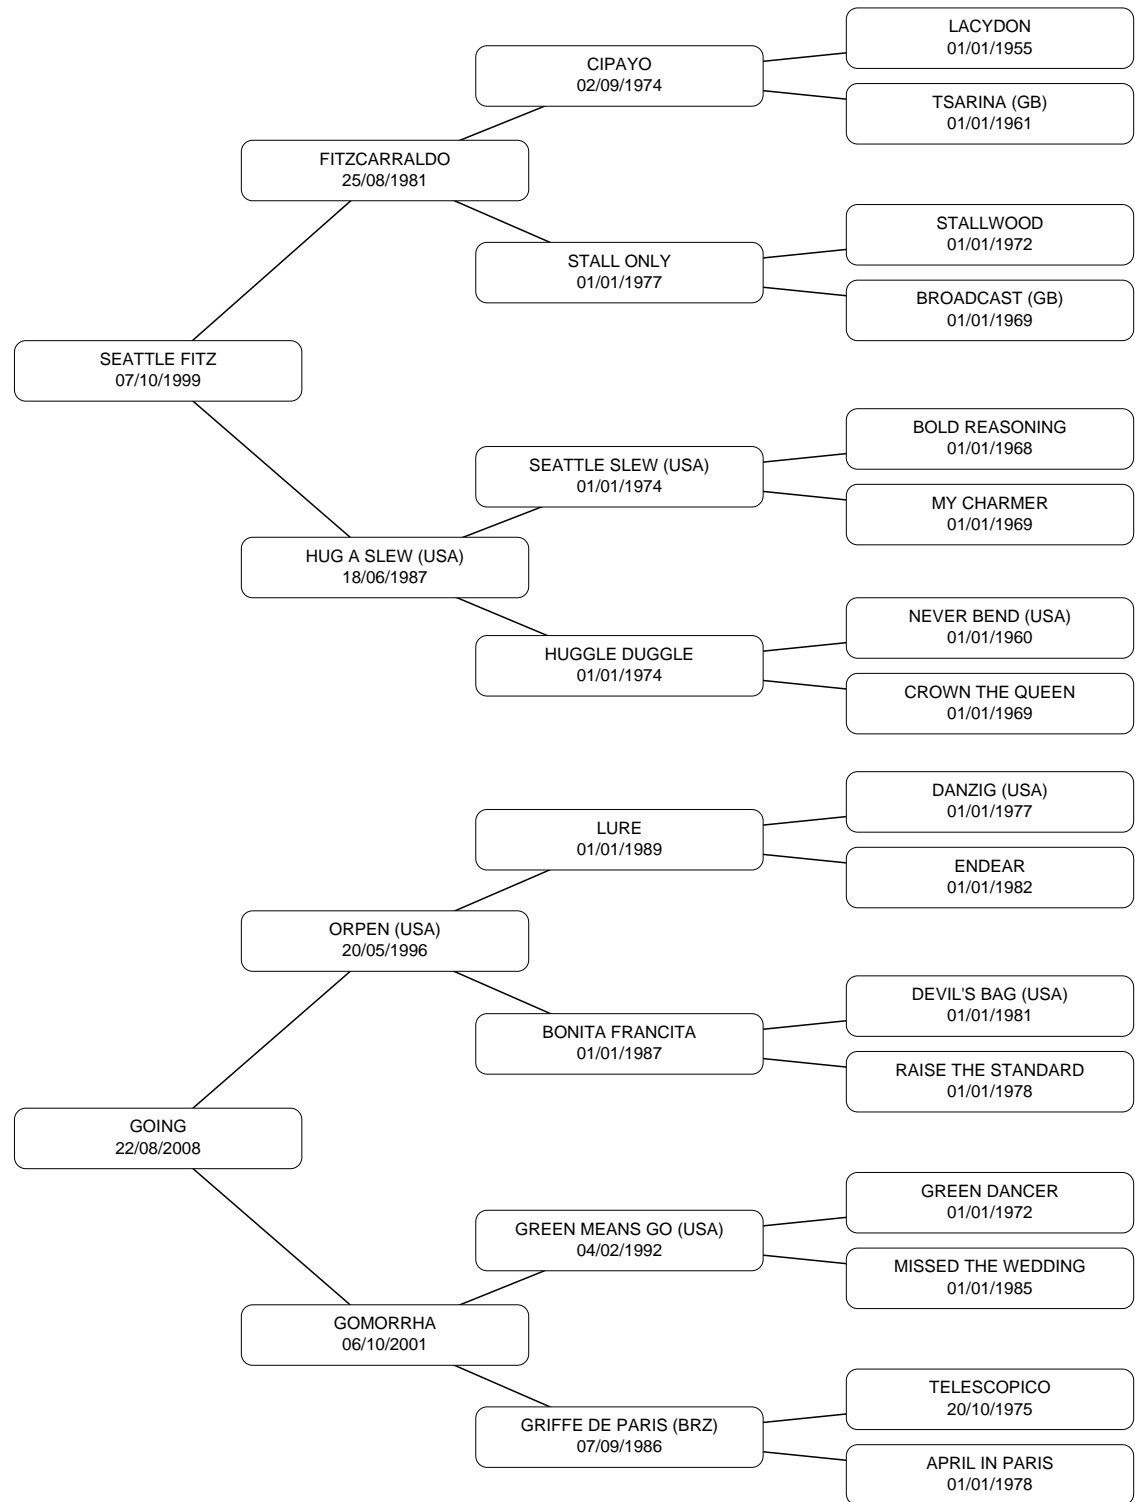 LACYDON
01/01/1955
CIPAYO
02/09/1974
TSARINA (GB)
01/01/1961
FITZCARRALDO
25/08/1981
STALLWOOD
01/01/1972
STALL ONLY
01/01/1977
BROADCAST (GB)
01/01/1969
SEATTLE FITZ
07/10/1999
BOLD REASONING
01/01/1968
SEATTLE SLEW (USA)
01/01/1974
MY CHARMER
01/01/1969
HUG A SLEW (USA)
18/06/1987
NEVER BEND (USA)
01/01/1960
HUGGLE DUGGLE
01/01/1974
CROWN THE QUEEN
01/01/1969
DANZIG (USA)
01/01/1977
LURE
01/01/1989
ENDEAR
01/01/1982
ORPEN (USA)
20/05/1996
DEVIL'S BAG (USA)
01/01/1981
BONITA FRANCITA
01/01/1987
RAISE THE STANDARD
01/01/1978
GOING
22/08/2008
GREEN DANCER
01/01/1972
GREEN MEANS GO (USA)
04/02/1992
MISSED THE WEDDING
01/01/1985
GOMORRHA
06/10/2001
TELESCOPICO
20/10/1975
GRIFFE DE PARIS (BRZ)
07/09/1986
APRIL IN PARIS
01/01/1978